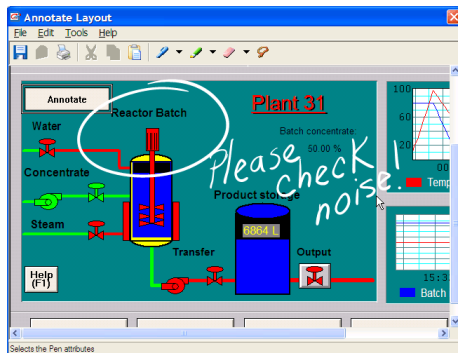 Annotate Layout
File Edit Tools Help
Annotate
Reactor Batch
Plant 31
Water
Batch concentrate:
50.00 %
Please check noise!
Concentrate
Product storage
Steam
6864 L
Transfer
Output
Help
(F1)
100
60
20
00
Temp
15:3
Batch
Selects the Pen attributes